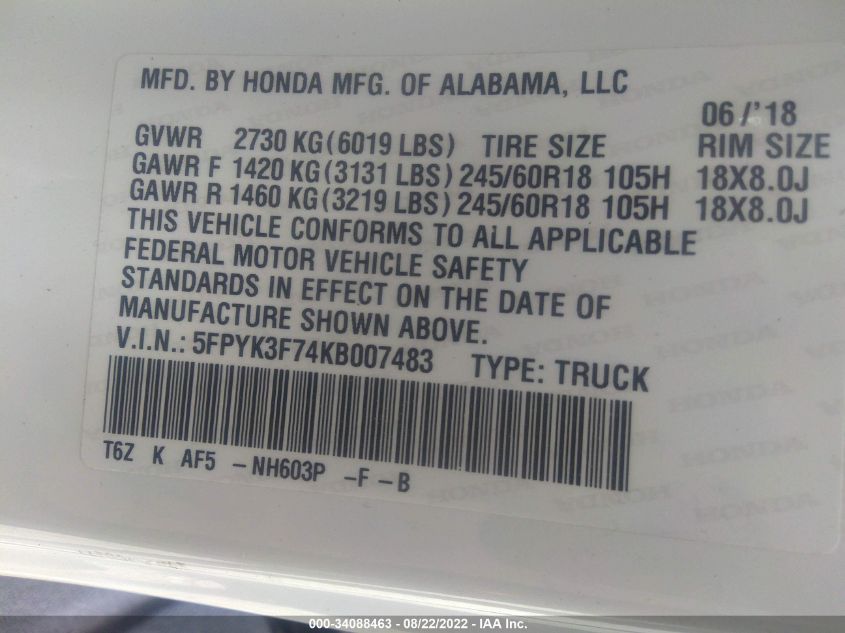 MFD. BY HONDA MFG. OF ALABAMA, LLC
06/'18
GVWR 2730 KG(6019 LBS) TIRE SIZE RIM SIZE
GAWR F 1420 KG(3131 LBS) 245/60R18 105H 18X8.0J
GAWR R 1460 KG(3219 LBS) 245/60R18 105H 18X8.0J
THIS VEHICLE CONFORMS TO ALL APPLICABLE
FEDERAL MOTOR VEHICLE SAFETY
STANDARDS IN EFFECT ON THE DATE OF
MANUFACTURE SHOWN ABOVE.
V.I.N.: 5FPYK3F74KB007483 TYPE: TRUCK
T6Z K AF5 -NH603P -F-B
000-34088463 - 08/22/2022 - IAA Inc.